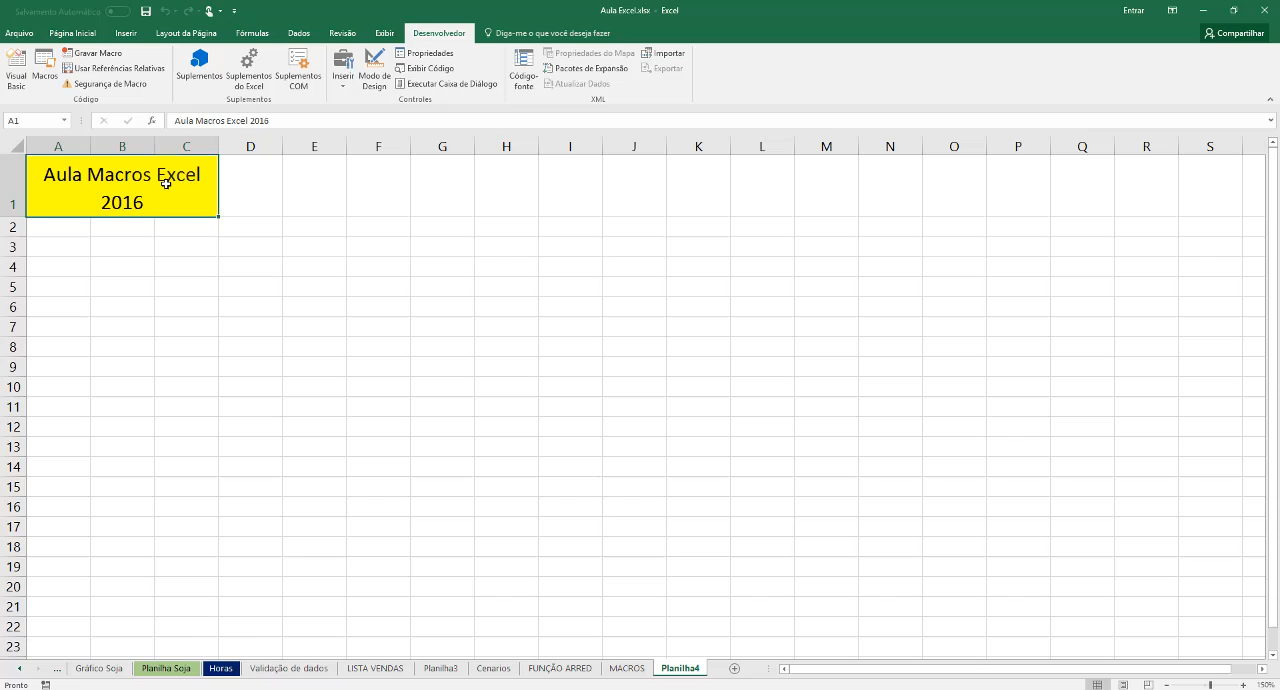 Salvamento Automático
Aula Excel.xlsx - Excel
Entrar
Arquivo Página Inicial Inserir Layout da Página Fórmulas Dados Revisão Exibir Desenvolvedor Diga-me o que você deseja fazer Compartilhar
Visual Basic
Macros
Gravar Macro
Usar Referências Relativas
Segurança de Macro
Código
Suplementos
Suplementos do Excel
Suplementos COM
Suplementos
Inserir
Modo de Design
Propriedades
Exibir Código
Executar Caixa de Diálogo
Controles
Código-fonte
Propriedades do Mapa
Pacotes de Expansão
Atualizar Dados
Importar
Exportar
XML
A1 fx Aula Macros Excel 2016
A B C D E F G H I J K L M N O P Q R S
Aula Macros Excel
2016
1
2
3
4
5
6
7
8
9
10
11
12
13
14
15
16
17
18
19
20
21
22
23
... Gráfico Soja Planilha Soja Horas Validação de dados LISTA VENDAS Planilha3 Cenarios FUNÇÃO ARRED MACROS Planilha4
Pronto 150%